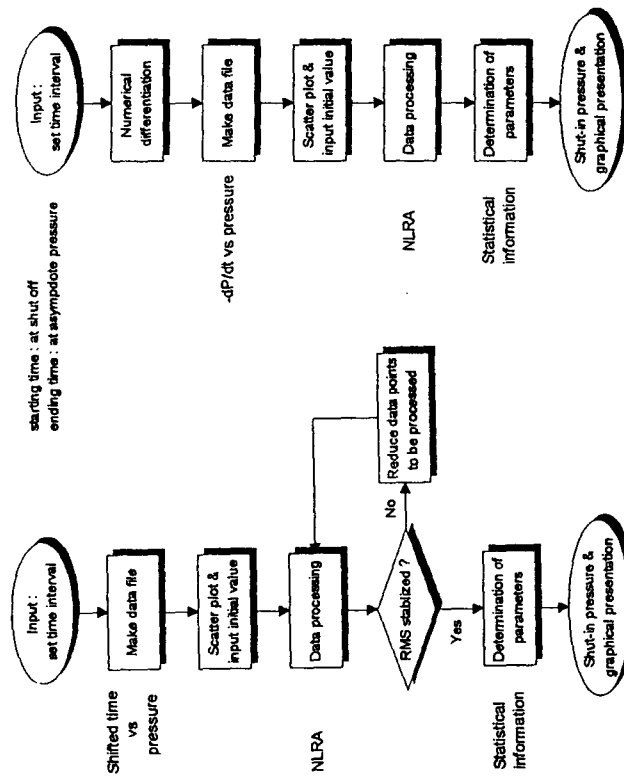 Input :
set time interval
Shifted time
vs
pressure
Make data file
Scatter plot &
input initial value
NLRA
Data processing
Reduce data points
to be processed
RMS stablized ?
No
Yes
Statistical
information
Determination of
parameters
Shut-in pressure &
graphical presentation
starting time : at shut off
ending time : at asympdote pressure
Input :
set time interval
Numerical
differentiation
-dP/dt vs pressure
Make data file
Scatter plot &
input initial value
NLRA
Data processing
Statistical
information
Determination of
parameters
Shut-in pressure &
graphical presentation